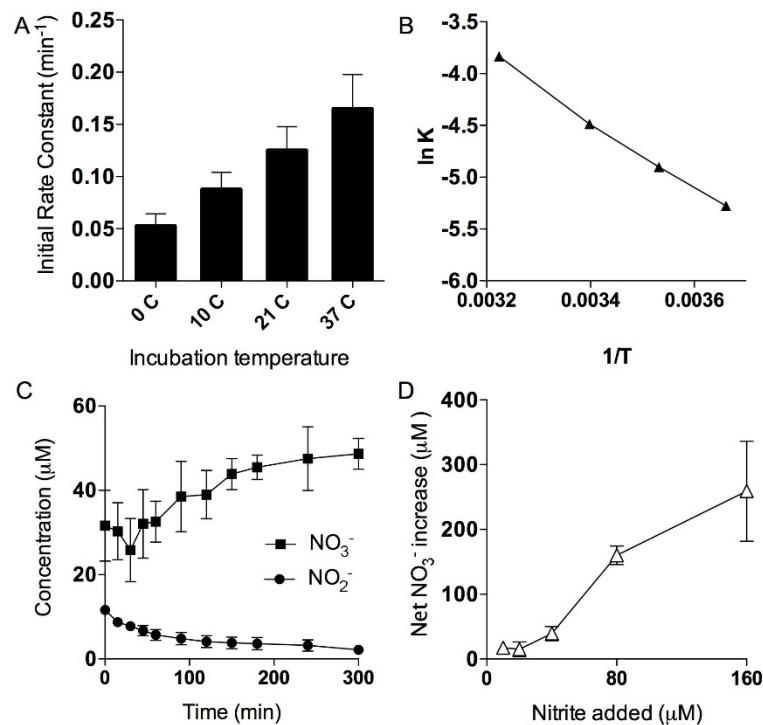 A
Initial Rate Constant (min⁻¹)
0.25
0.20
0.15
0.10
0.05
0.00
0 C
10 C
21 C
37 C
Incubation temperature
B
ln K
-3.5
-4.0
-4.5
-5.0
-5.5
-6.0
0.0032
0.0034
0.0036
1/T
C
Concentration (μM)
60
40
20
0
NO₃⁻
NO₂⁻
0
100
200
300
Time (min)
D
Net NO₃⁻ increase (μM )
400
300
200
100
0
0
80
160
Nitrite added (μM)